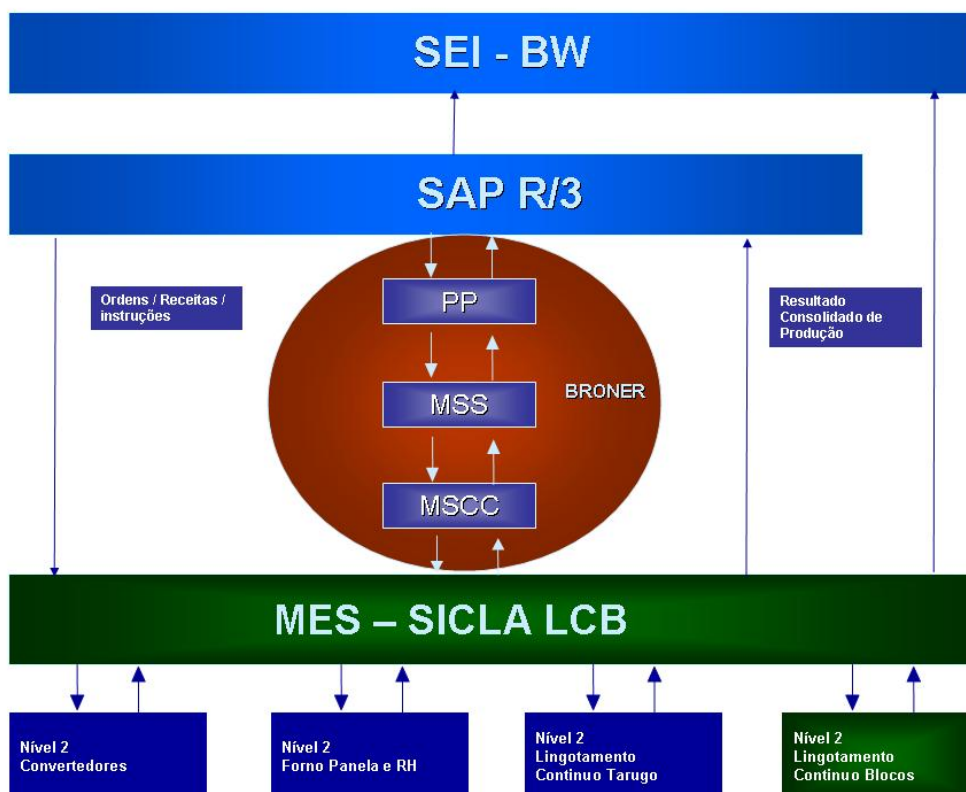 SEI - BW
SAP R/3
Ordens / Receitas /
instruções
PP
MSS
MSCC
BRONER
Resultado
Consolidado de
Produção
MES – SICLA LCB
Nível 2
Convertedores
Nível 2
Forno Panela e RH
Nível 2
Lingotamento
Continuo Tarugo
Nível 2
Lingotamento
Continuo Blocos